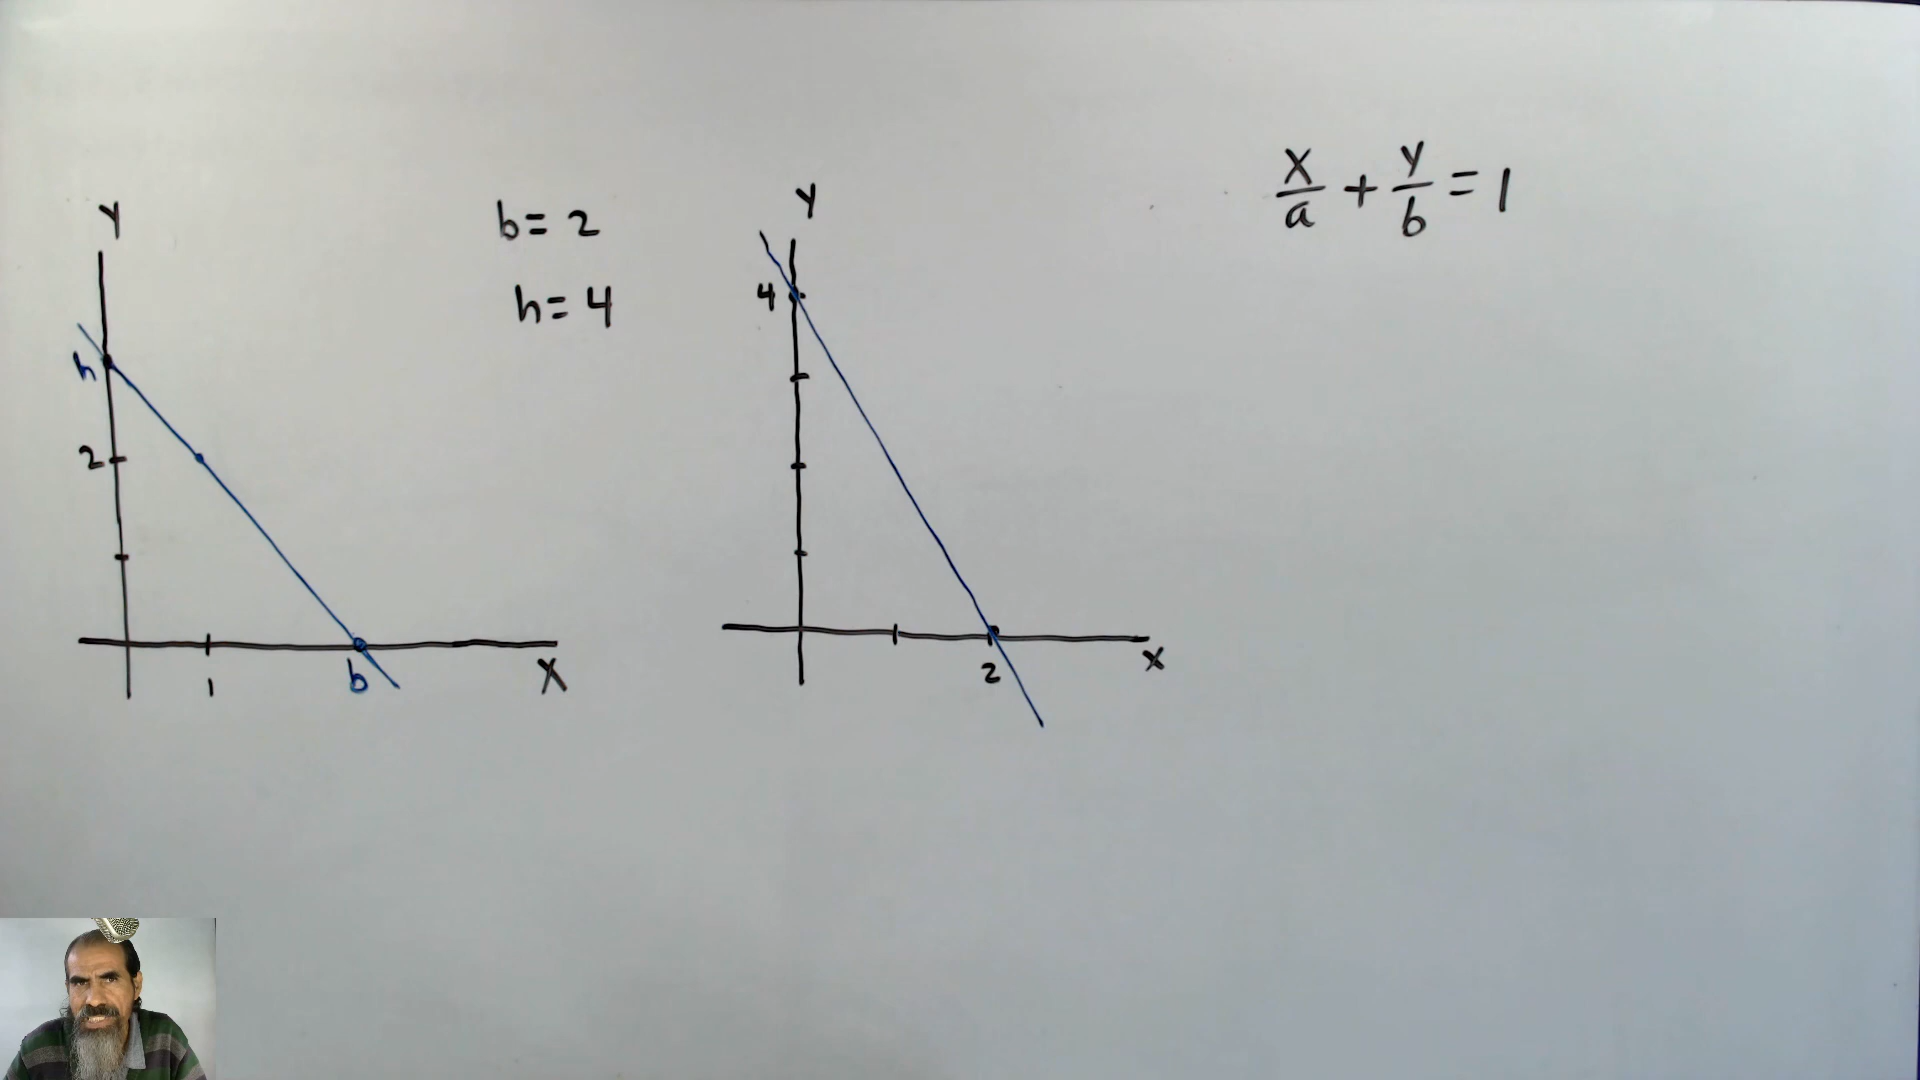 Y
h
2
1
b
X
b = 2
h = 4
Y
4
2
X
x/a + y/b = 1